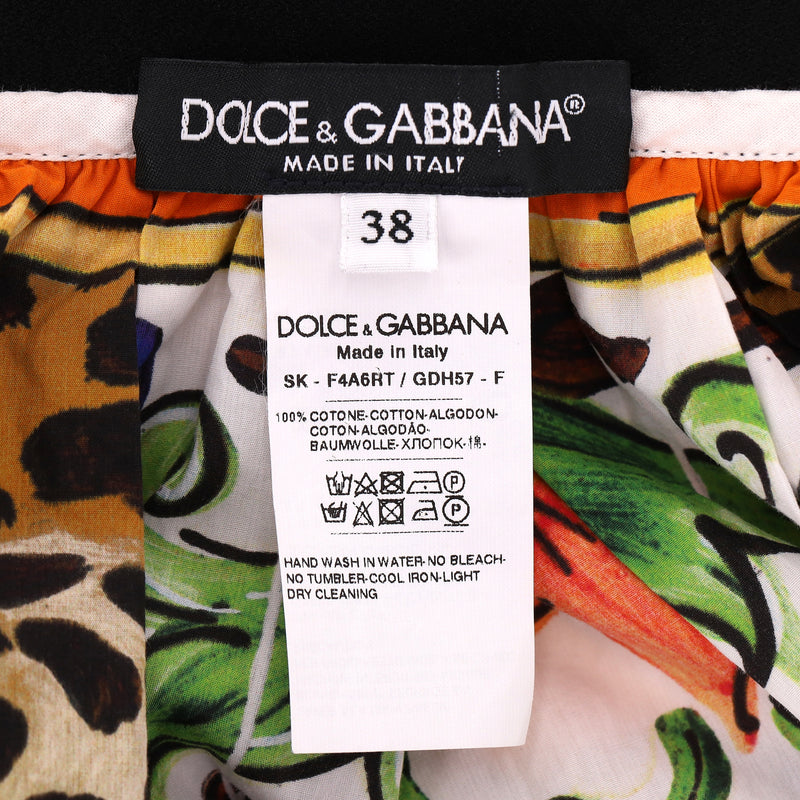 DOLCE & GABBANA®
MADE IN ITALY
38
DOLCE & GABBANA
Made in Italy
SK - F4A6RT / GDH57 - F
100% COTONE-COTTON-ALGODON-
COTON-ALGODÃO-
BAUMWOLLE-ХЛОПОК-棉-
HAND WASH IN WATER-NO BLEACH-
NO TUMBLER-COOL IRON-LIGHT
DRY CLEANING